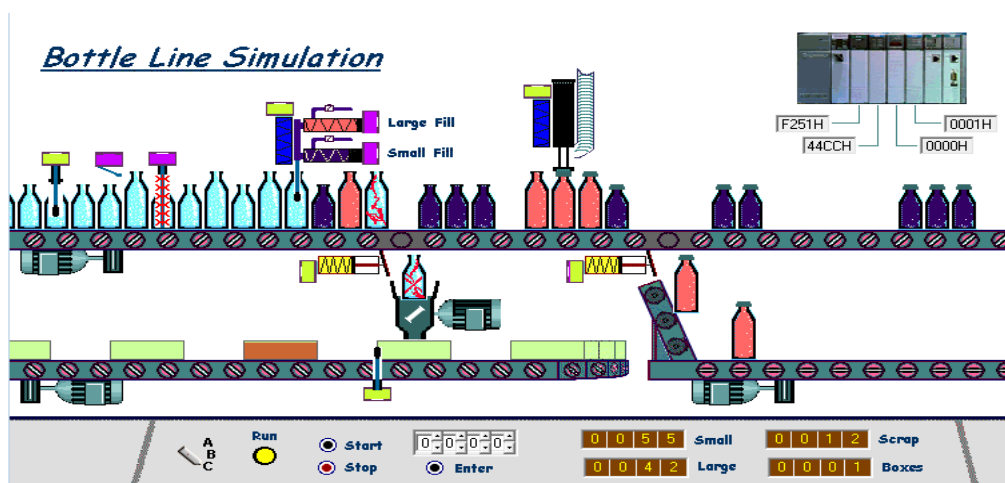 Bottle Line Simulation
Large Fill
Small Fill
F251H
0001H
44CCH
0000H
A
B
C
Run
Start
Stop
0 0 0 0
Enter
0 0 5 5 Small
0 0 1 2 Scrap
0 0 4 2 Large
0 0 0 1 Boxes